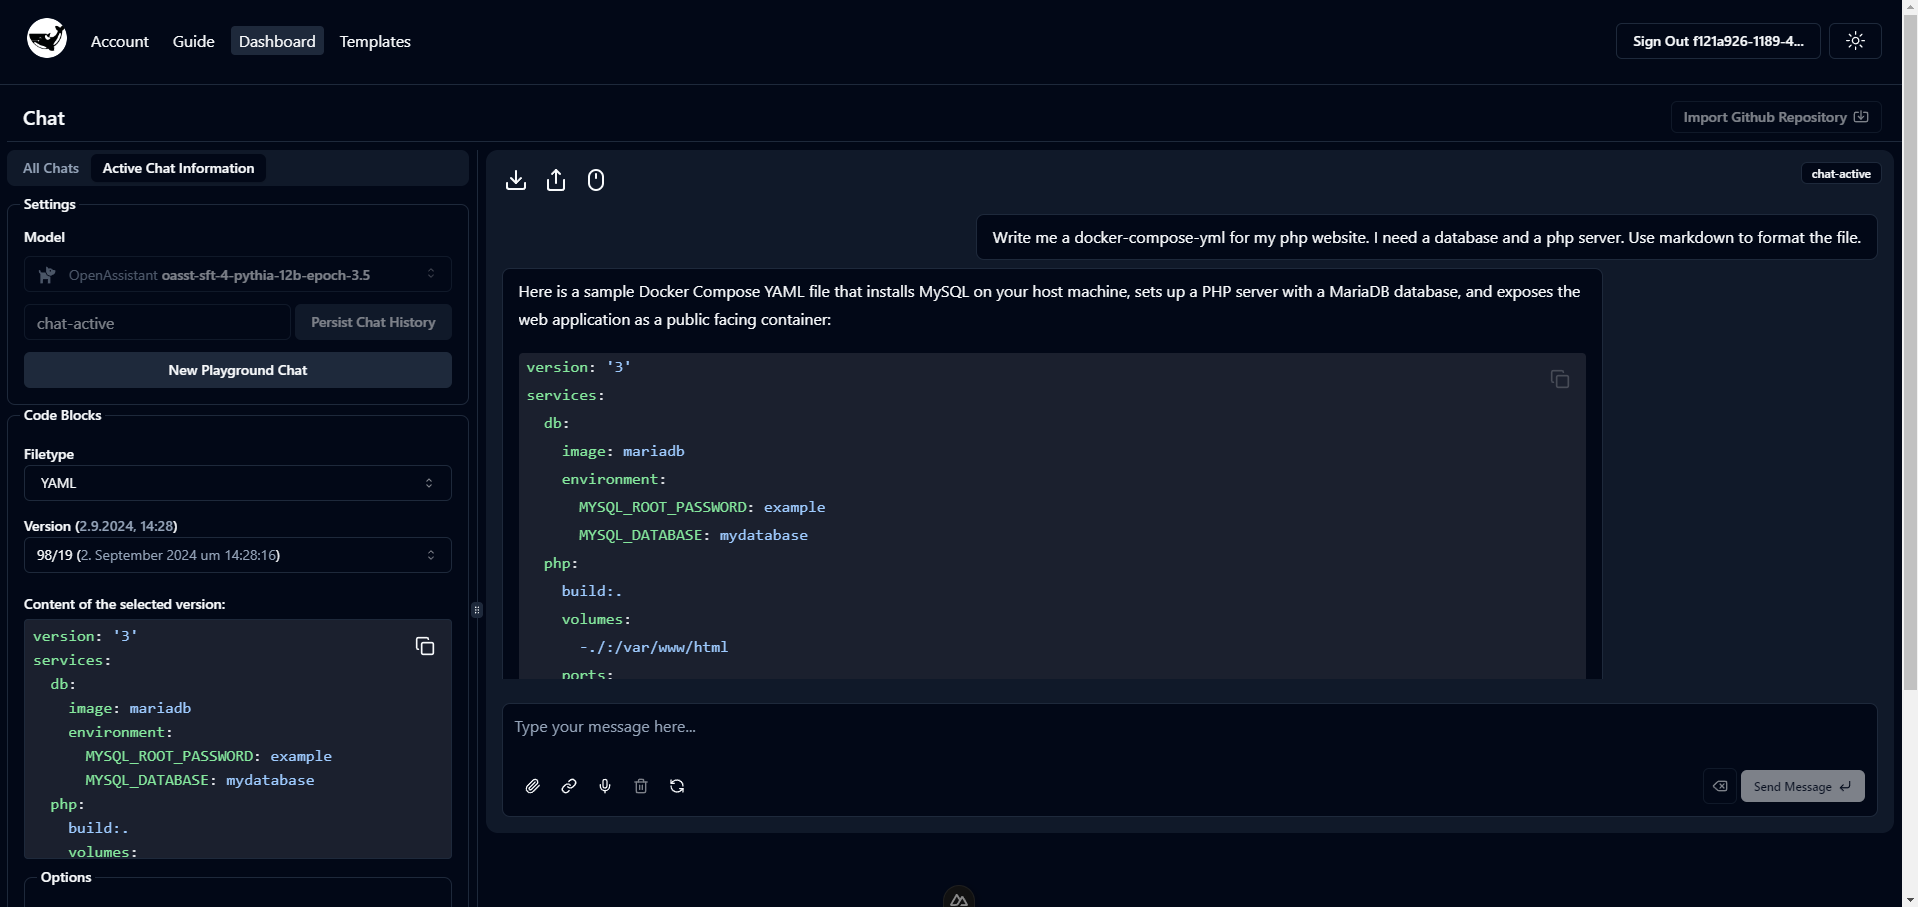 Account Guide Dashboard Templates
Sign Out f121a926-1189-4...
Chat
Import Github Repository
All Chats Active Chat Information
Settings
Model
OpenAssistant oasst-sft-4-pythia-12b-epoch-3.5
chat-active Persist Chat History
New Playground Chat
Code Blocks
Filetype
YAML
Version (2.9.2024, 14:28)
98/19 (2. September 2024 um 14:28:16)
Content of the selected version:
version: '3'
services:
  db:
    image: mariadb
    environment:
      MYSQL_ROOT_PASSWORD: example
      MYSQL_DATABASE: mydatabase
  php:
    build:.
    volumes:
Options
chat-active
Write me a docker-compose-yml for my php website. I need a database and a php server. Use markdown to format the file.
Here is a sample Docker Compose YAML file that installs MySQL on your host machine, sets up a PHP server with a MariaDB database, and exposes the
web application as a public facing container:
version: '3'
services:
  db:
    image: mariadb
    environment:
      MYSQL_ROOT_PASSWORD: example
      MYSQL_DATABASE: mydatabase
  php:
    build:.
    volumes:
      -./:/var/www/html
    ports:
Type your message here...
Send Message